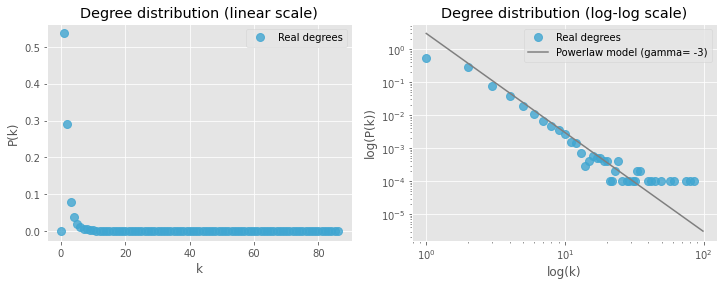 Degree distribution (linear scale)
Real degrees
P(k)
0.5
0.4
0.3
0.2
0.1
0.0
0
20
40
60
80
k
Degree distribution (log-log scale)
Real degrees
Powerlaw model (gamma= -3)
log(P(k))
10^0
10^−1
10^−2
10^−3
10^−4
10^−5
10^0
10^1
10^2
log(k)